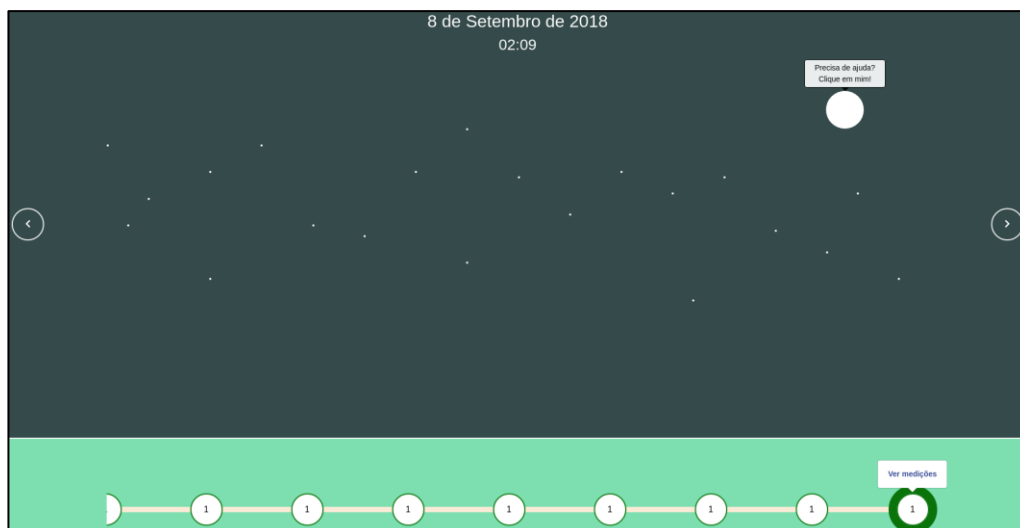 8 de Setembro de 2018
02:09
Precisa de ajuda?
Clique em mim!
Ver medições
1 1 1 1 1 1 1 1